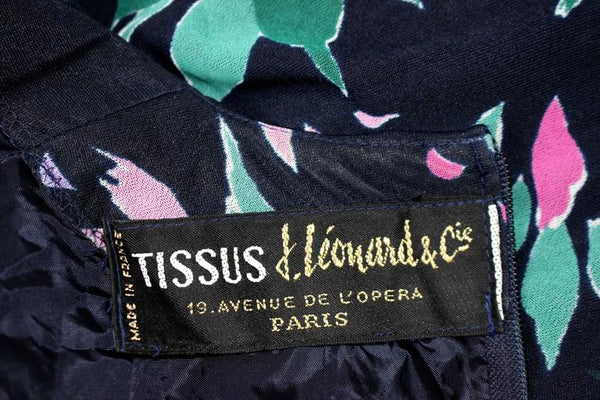 TISSUS J. Léonard & Cie
19. AVENUE DE L'OPERA
PARIS
MADE IN FRANCE